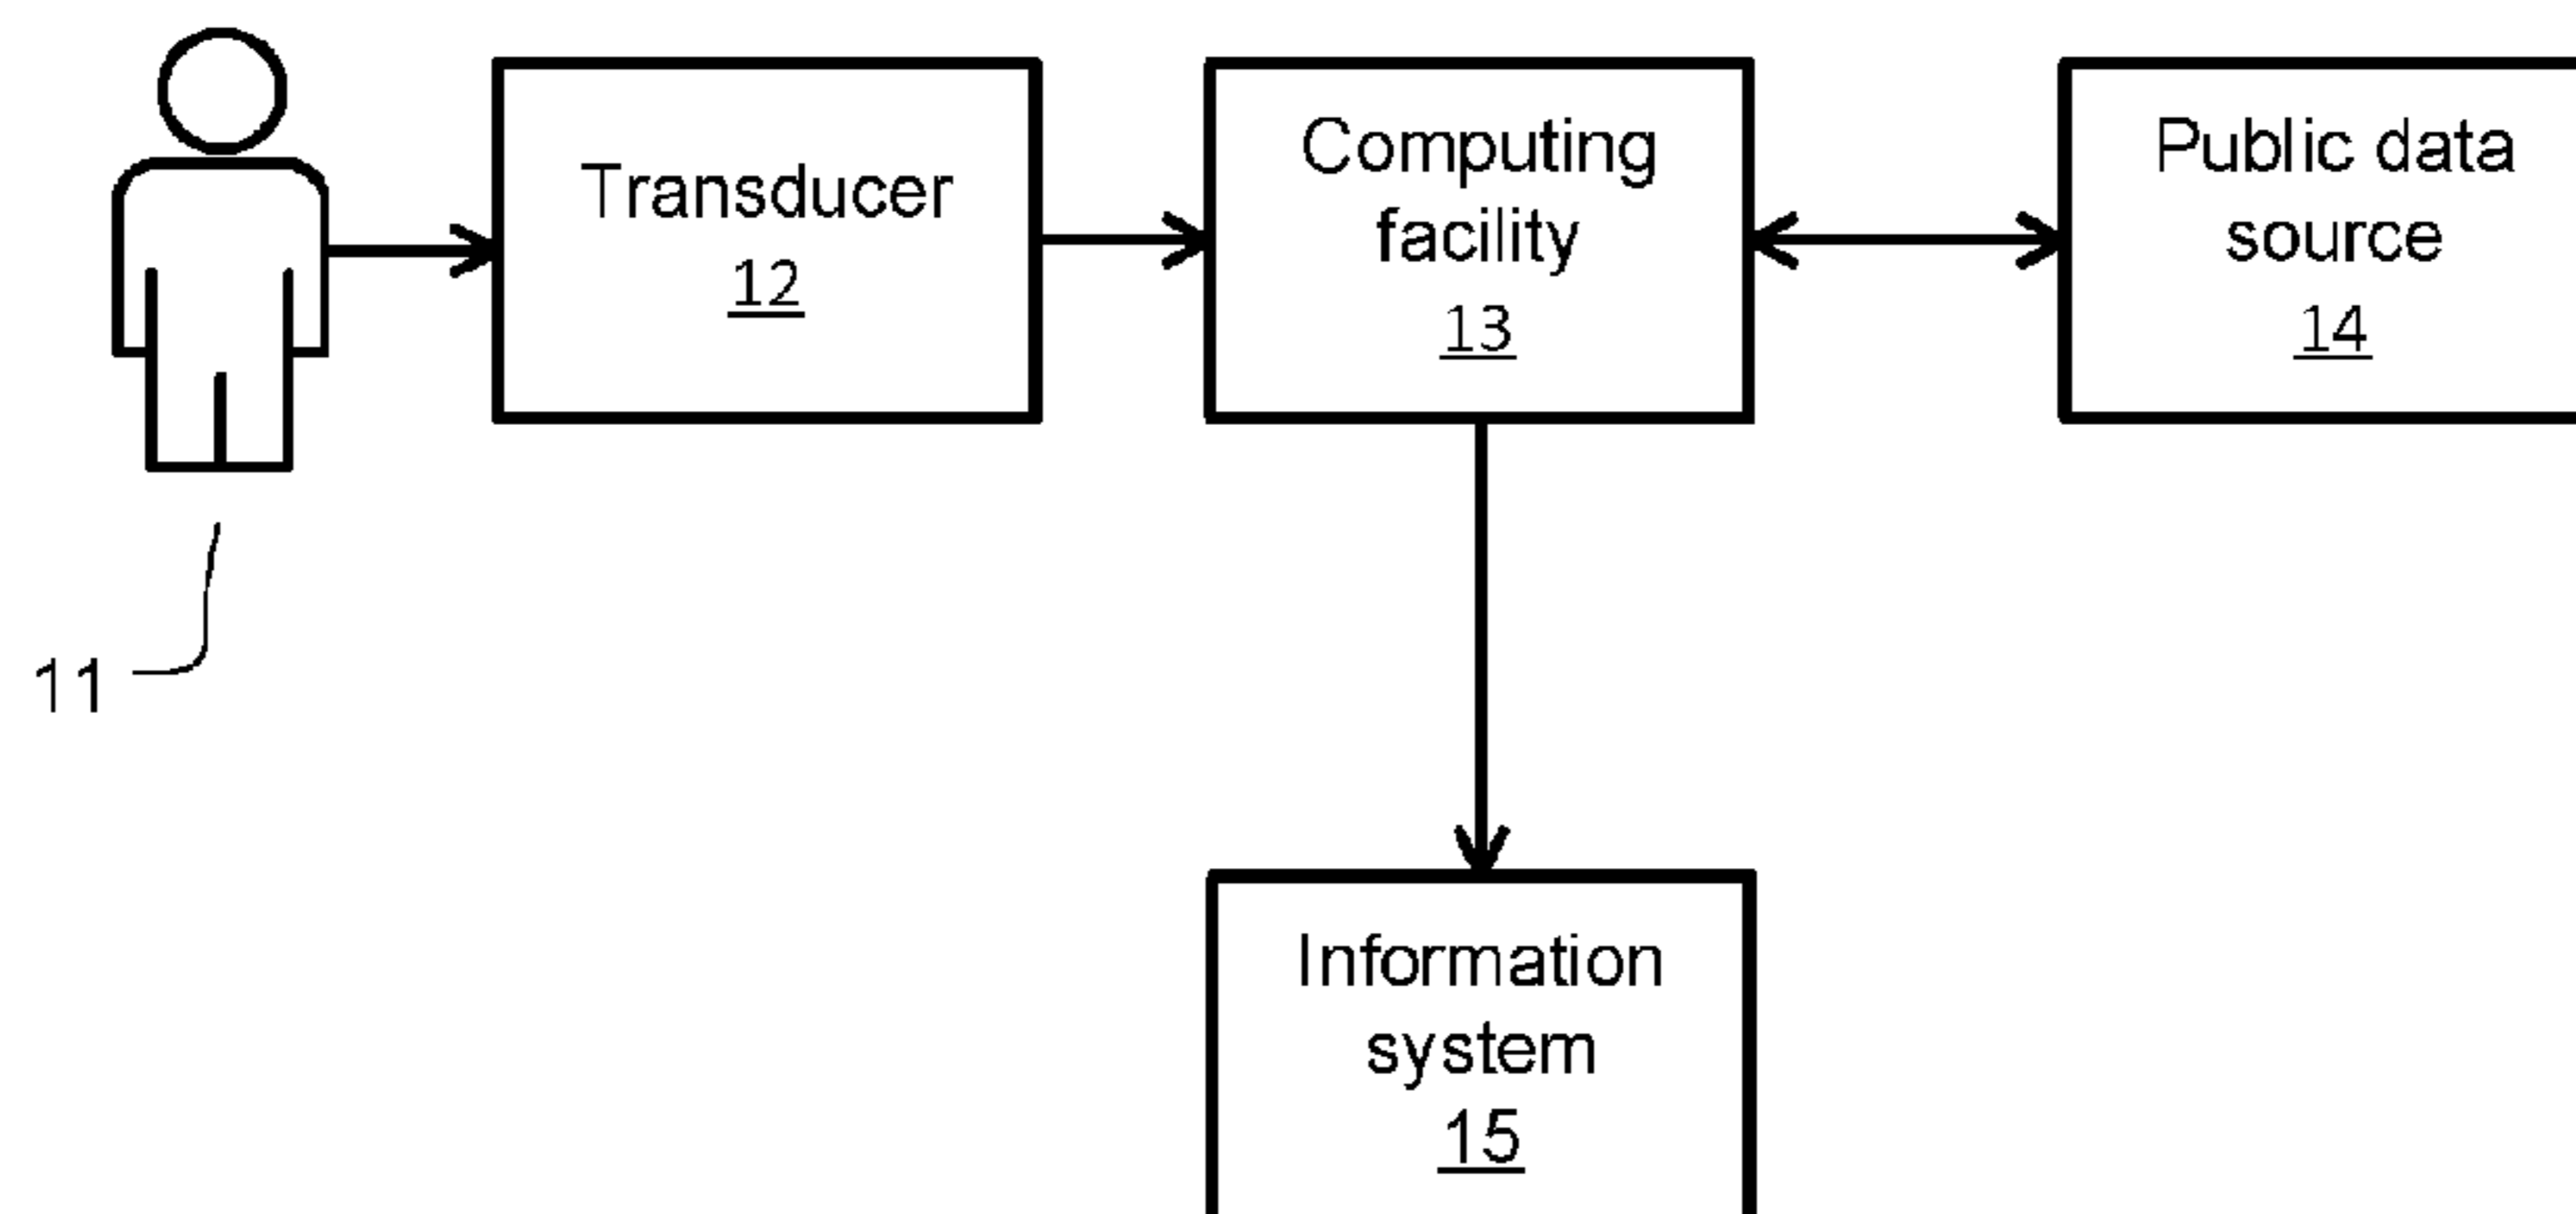 Transducer
12
Computing
facility
13
Public data
source
14
11
Information
system
15